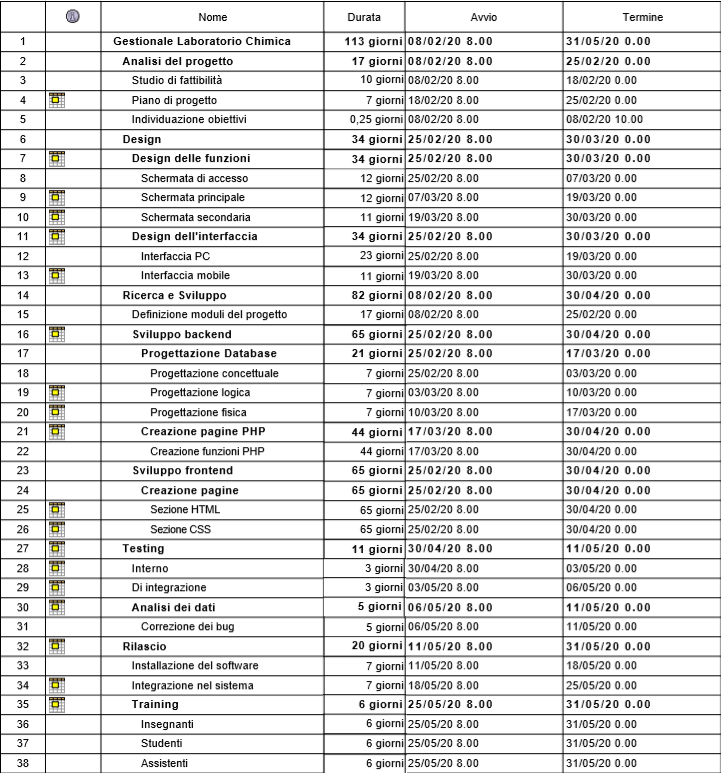 Nome Durata Avvio Termine
1 Gestionale Laboratorio Chimica 113 giorni 08/02/20 8.00 31/05/20 0.00
2 Analisi del progetto 17 giorni 08/02/20 8.00 25/02/20 0.00
3 Studio di fattibilità 10 giorni 08/02/20 8.00 18/02/20 0.00
4 Piano di progetto 7 giorni 18/02/20 8.00 25/02/20 0.00
5 Individuazione obiettivi 0,25 giorni 08/02/20 8.00 08/02/20 10.00
6 Design 34 giorni 25/02/20 8.00 30/03/20 0.00
7 Design delle funzioni 34 giorni 25/02/20 8.00 30/03/20 0.00
8 Schermata di accesso 12 giorni 25/02/20 8.00 07/03/20 0.00
9 Schermata principale 12 giorni 07/03/20 8.00 19/03/20 0.00
10 Schermata secondaria 11 giorni 19/03/20 8.00 30/03/20 0.00
11 Design dell'interfaccia 34 giorni 25/02/20 8.00 30/03/20 0.00
12 Interfaccia PC 23 giorni 25/02/20 8.00 19/03/20 0.00
13 Interfaccia mobile 11 giorni 19/03/20 8.00 30/03/20 0.00
14 Ricerca e Sviluppo 82 giorni 08/02/20 8.00 30/04/20 0.00
15 Definizione moduli del progetto 17 giorni 08/02/20 8.00 25/02/20 0.00
16 Sviluppo backend 65 giorni 25/02/20 8.00 30/04/20 0.00
17 Progettazione Database 21 giorni 25/02/20 8.00 17/03/20 0.00
18 Progettazione concettuale 7 giorni 25/02/20 8.00 03/03/20 0.00
19 Progettazione logica 7 giorni 03/03/20 8.00 10/03/20 0.00
20 Progettazione fisica 7 giorni 10/03/20 8.00 17/03/20 0.00
21 Creazione pagine PHP 44 giorni 17/03/20 8.00 30/04/20 0.00
22 Creazione funzioni PHP 44 giorni 17/03/20 8.00 30/04/20 0.00
23 Sviluppo frontend 65 giorni 25/02/20 8.00 30/04/20 0.00
24 Creazione pagine 65 giorni 25/02/20 8.00 30/04/20 0.00
25 Sezione HTML 65 giorni 25/02/20 8.00 30/04/20 0.00
26 Sezione CSS 65 giorni 25/02/20 8.00 30/04/20 0.00
27 Testing 11 giorni 30/04/20 8.00 11/05/20 0.00
28 Interno 3 giorni 30/04/20 8.00 03/05/20 0.00
29 Di integrazione 3 giorni 03/05/20 8.00 06/05/20 0.00
30 Analisi dei dati 5 giorni 06/05/20 8.00 11/05/20 0.00
31 Correzione dei bug 5 giorni 06/05/20 8.00 11/05/20 0.00
32 Rilascio 20 giorni 11/05/20 8.00 31/05/20 0.00
33 Installazione del software 7 giorni 11/05/20 8.00 18/05/20 0.00
34 Integrazione nel sistema 7 giorni 18/05/20 8.00 25/05/20 0.00
35 Training 6 giorni 25/05/20 8.00 31/05/20 0.00
36 Insegnanti 6 giorni 25/05/20 8.00 31/05/20 0.00
37 Studenti 6 giorni 25/05/20 8.00 31/05/20 0.00
38 Assistenti 6 giorni 25/05/20 8.00 31/05/20 0.00